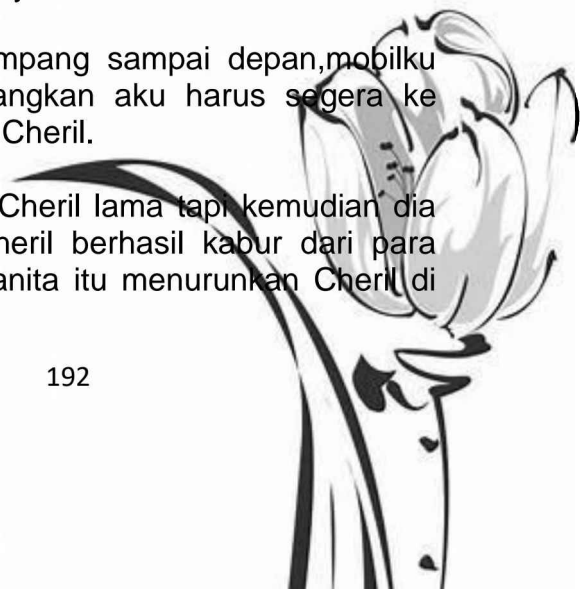 mpang sampai depan,mobilku
angkan aku harus segera ke
Cheril.
Cheril lama tapi kemudian dia
heril berhasil kabur dari para
anita itu menurunkan Cheril di
192